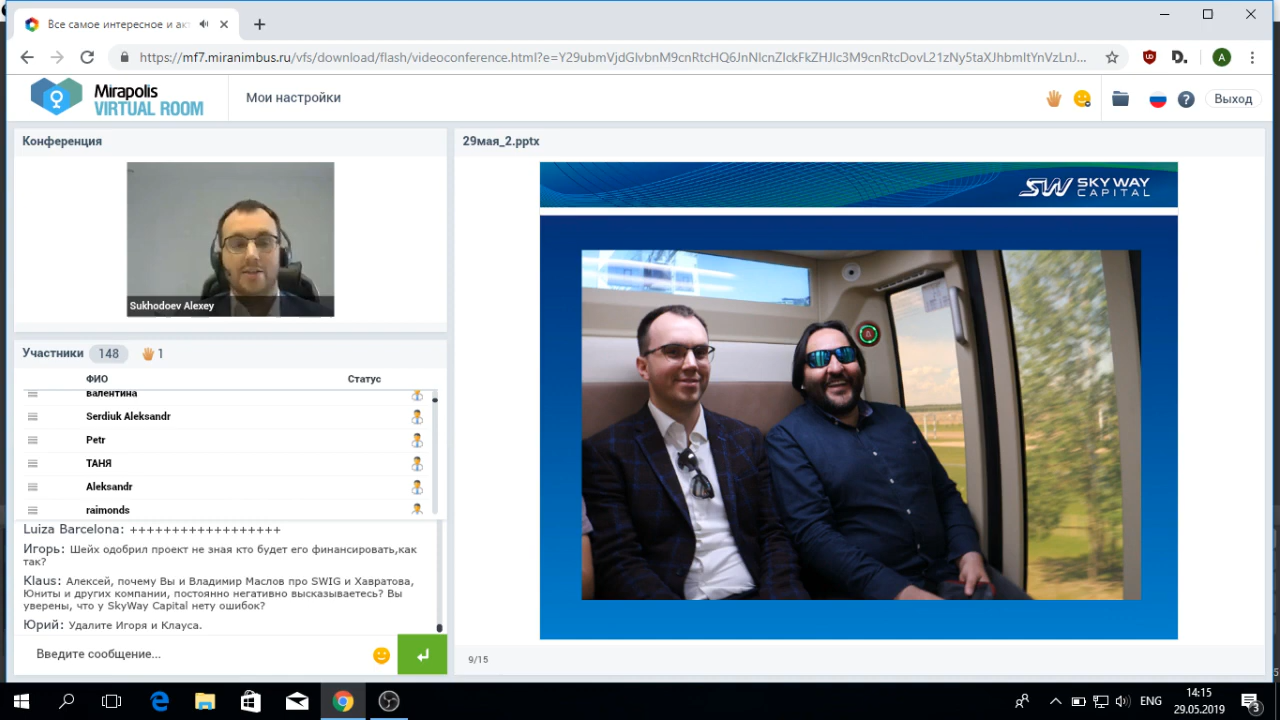 Все самое интересное и ак
https://mf7.miranimbus.ru/vfs/download/flash/videoconference.html?e=Y29ubmVjdGlvbnM9cnRtcHQ6JnNlcnZlckFkZHJlc3M9cnRtcDovL21zNy5taXJhbmltYnVzLnJ...
Mirapolis
VIRTUAL ROOM
Мои настройки
Выход
Конференция
29мая_2.pptx
SW SKY WAY
CAPITAL
Sukhodoev Alexey
Участники 148 1
ФИО Статус
валентина
Serdiuk Aleksandr
Petr
ТАНЯ
Aleksandr
raimonds
Luiza Barcelona: ++++++++++++++++++
Игорь: Шейх одобрил проект не зная кто будет его финансировать,как
так?
Klaus: Алексей, почему Вы и Владимир Маслов про SWIG и Хавратова,
Юниты и других компании, постоянно негативно высказываетесь? Вы
уверены, что у SkyWay Capital нету ошибок?
Юрий: Удалите Игоря и Клауса.
Введите сообщение...
9/15
ENG
14:15
29.05.2019
3